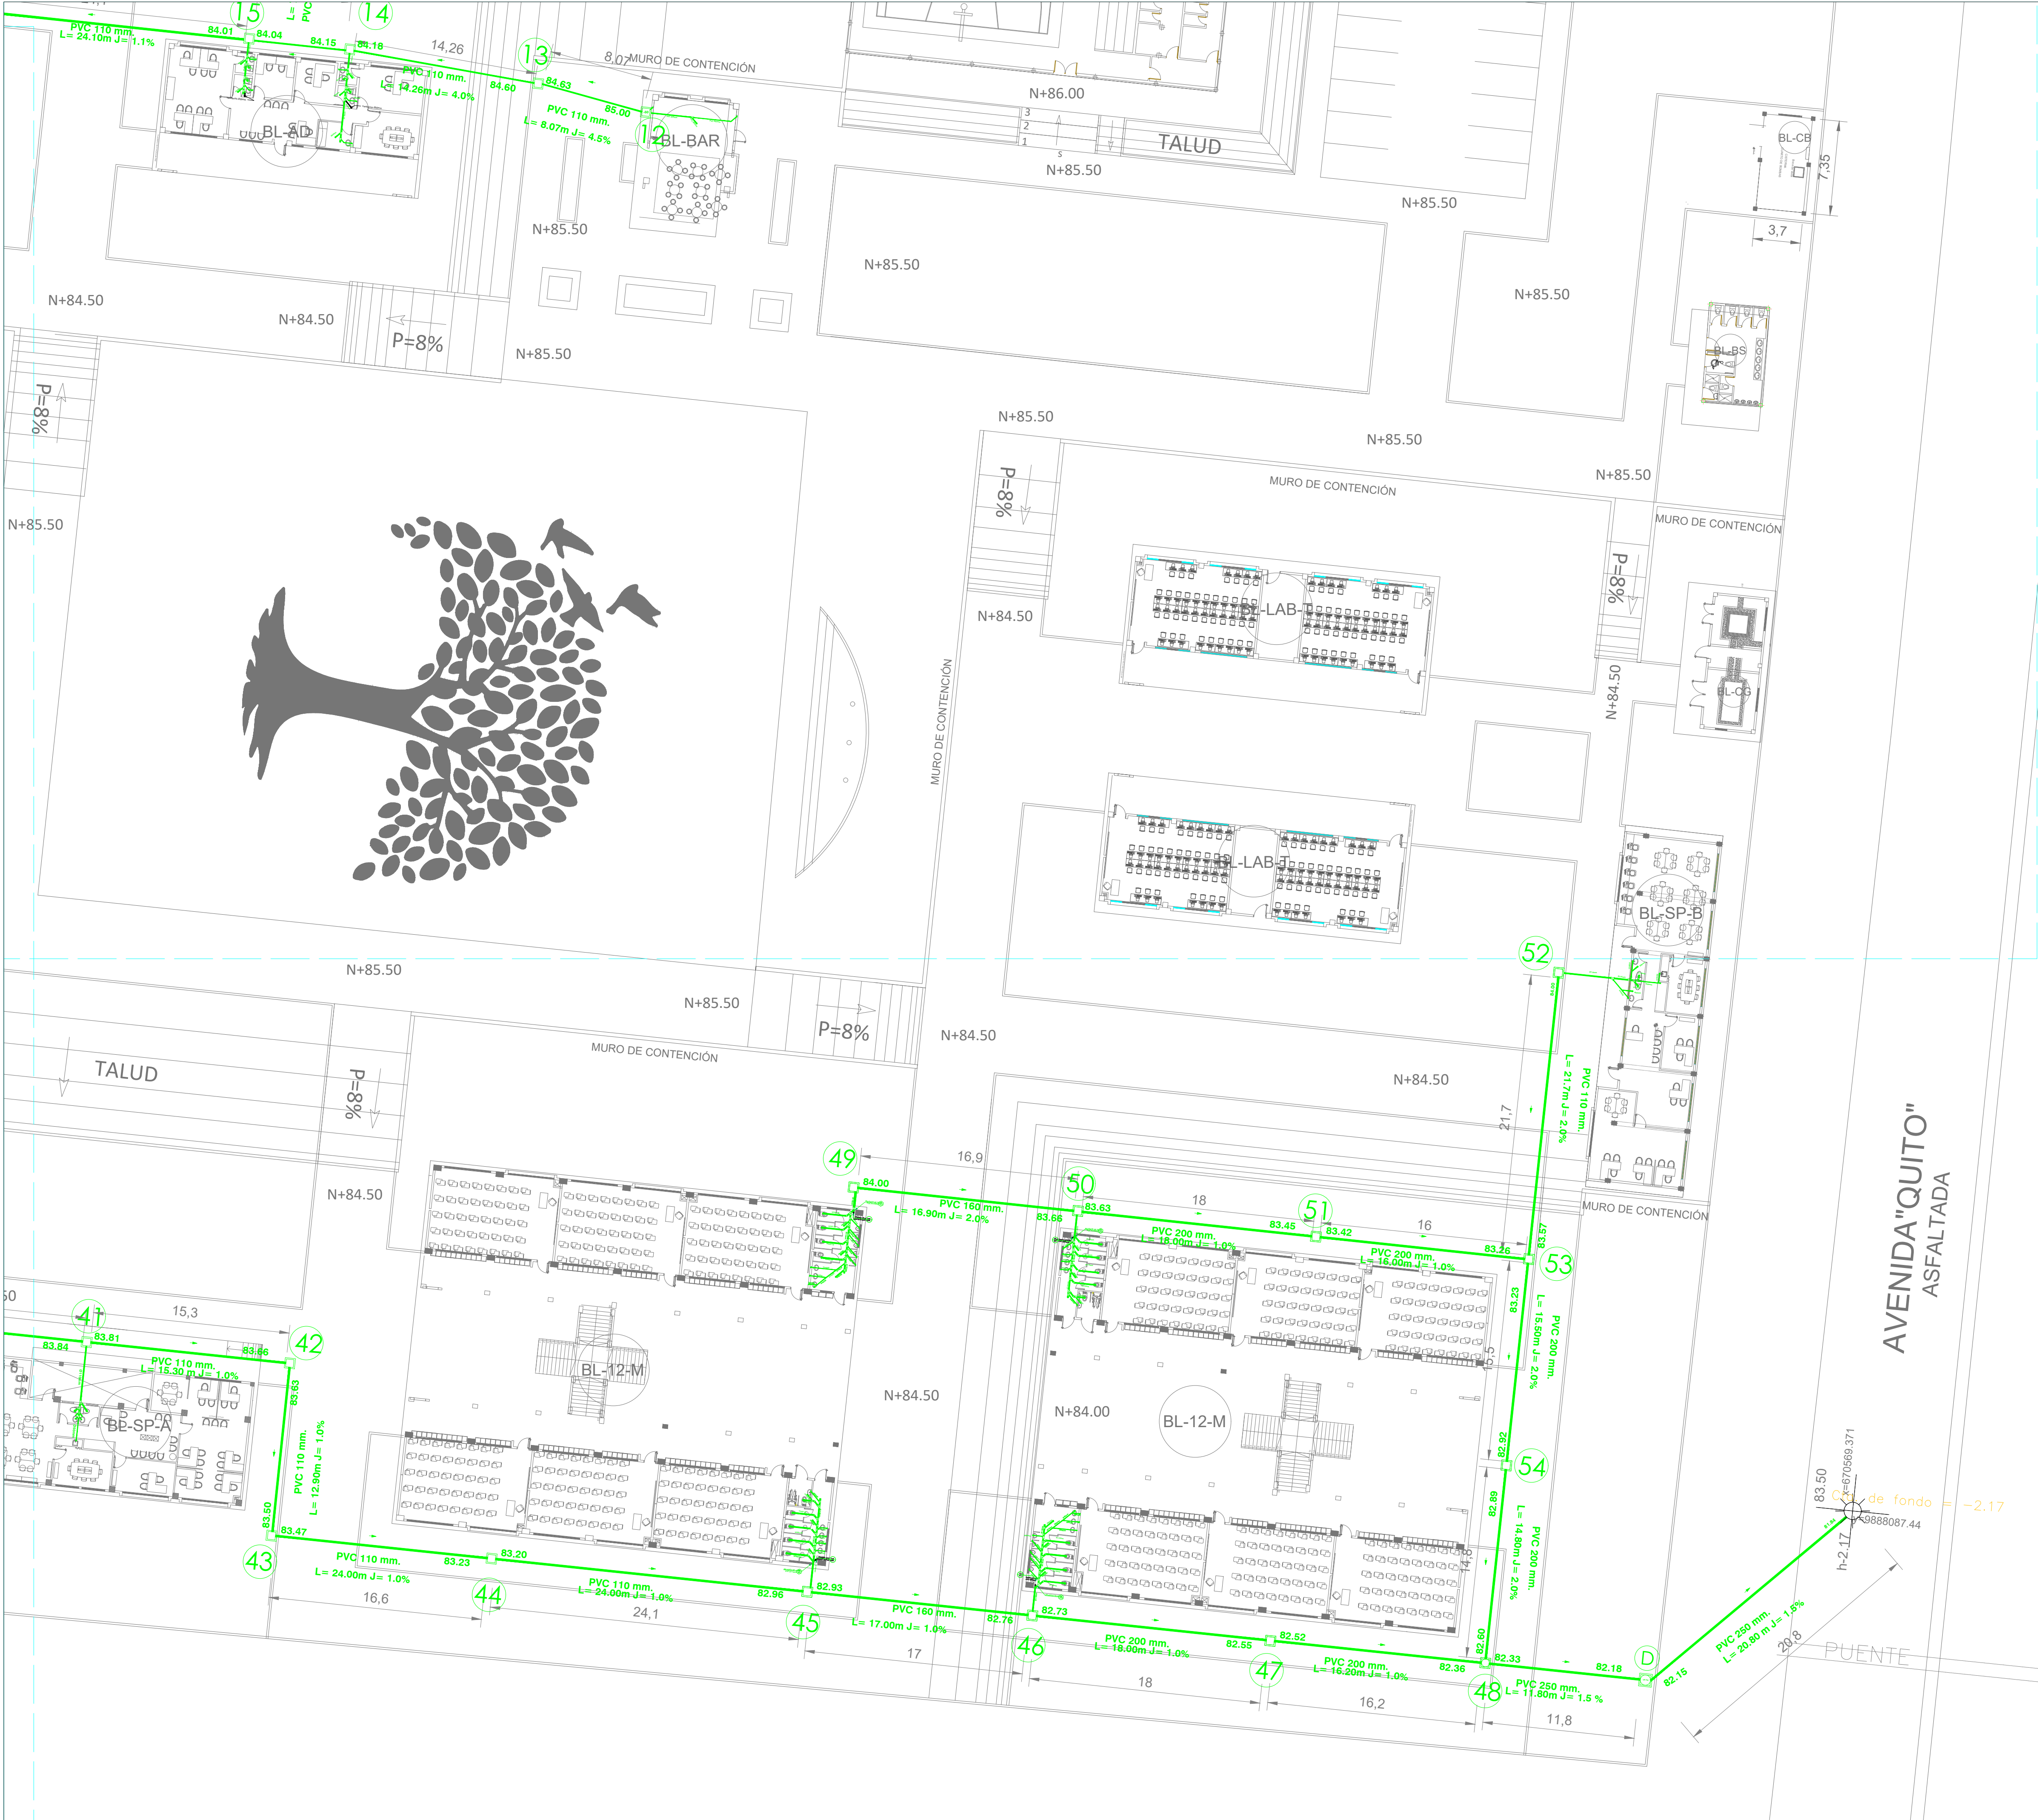 15
14
13
12
PVC 110 mm.
L= 24.10m J= 1.1%
84.01
84.04
84.15
84.18
14,26
PVC 110 mm.
L= 14.26m J= 4.0%
84.60
84.63
8,07
MURO DE CONTENCIÓN
PVC 110 mm.
L= 8.07m J= 4.5%
85.00
BL-AD
BL-BAR
N+86.00
3
2
1
S
TALUD
N+85.50
N+85.50
BL-CB
7,35
3,7
N+85.50
N+85.50
N+85.50
N+84.50
N+84.50
P=8%
N+85.50
BL-BS
P=8%
N+85.50
N+85.50
N+85.50
N+85.50
P=8%
MURO DE CONTENCIÓN
MURO DE CONTENCIÓN
P=8%
N+84.50
BL-LAB-T
MURO DE CONTENCIÓN
N+84.50
BL-CG
BL-LAB-T
BL-SP-B
52
N+85.50
N+85.50
P=8%
N+84.50
MURO DE CONTENCIÓN
TALUD
P=8%
N+84.50
PVC 110 mm.
L= 21.7m J= 2.0%
21,7
AVENIDA"QUITO"
ASFALTADA
49
16,9
84.00
PVC 160 mm.
L= 16.90m J= 2.0%
50
83.66
83.63
18
PVC 200 mm.
L= 18.00m J= 1.0%
83.45
51
83.42
16
PVC 200 mm.
L= 16.00m J= 1.0%
83.26
83.57
53
MURO DE CONTENCIÓN
N+84.50
83.23
PVC 200 mm.
L= 15.50m J= 2.0%
15,5
41
15,3
42
83.84
83.81
PVC 110 mm.
L= 15.30 m J= 1.0%
83.66
83.63
BL-SP-A
BL-12-M
N+84.50
N+84.00
BL-12-M
PVC 110 mm.
L= 12.90m J= 1.0%
83.50
82.92
54
82.89
PVC 200 mm.
L= 14.80m J= 2.0%
14,8
83.50
x=670569.371
9888087.44
h-2.17
de fondo = -2.17
43
83.47
PVC 110 mm.
L= 24.00m J= 1.0%
83.23
83.20
44
16,6
PVC 110 mm.
L= 24.00m J= 1.0%
24,1
82.96
82.93
45
PVC 160 mm.
L= 17.00m J= 1.0%
17
82.76
82.73
46
PVC 200 mm.
L= 18.00m J= 1.0%
18
82.55
82.52
47
PVC 200 mm.
L= 16.20m J= 1.0%
16,2
82.36
82.60
82.33
48
PVC 250 mm.
L= 11.80m J= 1.5 %
11,8
82.18
D
82.15
PVC 250 mm.
L= 20.80 m J= 1.5%
20,8
PUENTE